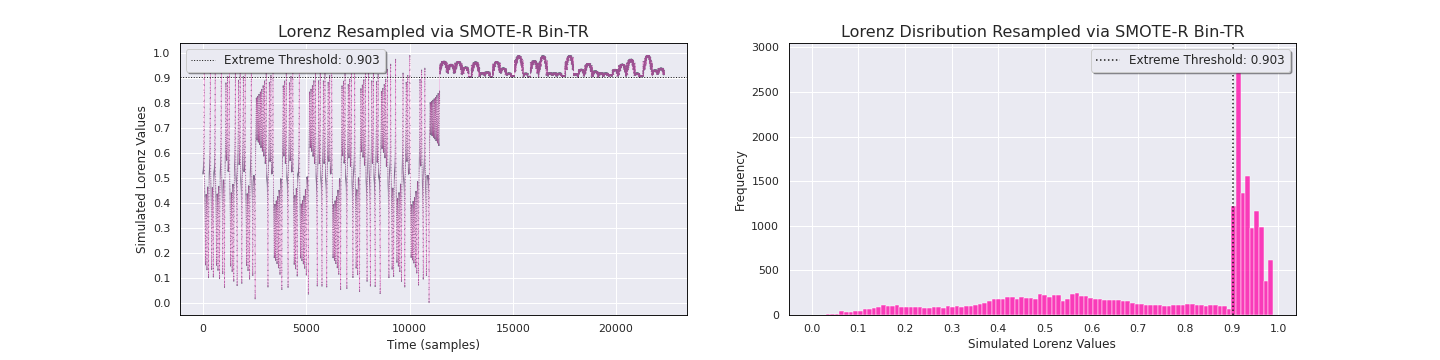 Lorenz Resampled via SMOTE-R Bin-TR
Extreme Threshold: 0.903
Simulated Lorenz Values
1.0
0.9
0.8
0.7
0.6
0.5
0.4
0.3
0.2
0.1
0.0
0 5000 10000 15000 20000
Time (samples)
Lorenz Disribution Resampled via SMOTE-R Bin-TR
Extreme Threshold: 0.903
Frequency
3000
2500
2000
1500
1000
500
0
0.0 0.1 0.2 0.3 0.4 0.5 0.6 0.7 0.8 0.9 1.0
Simulated Lorenz Values